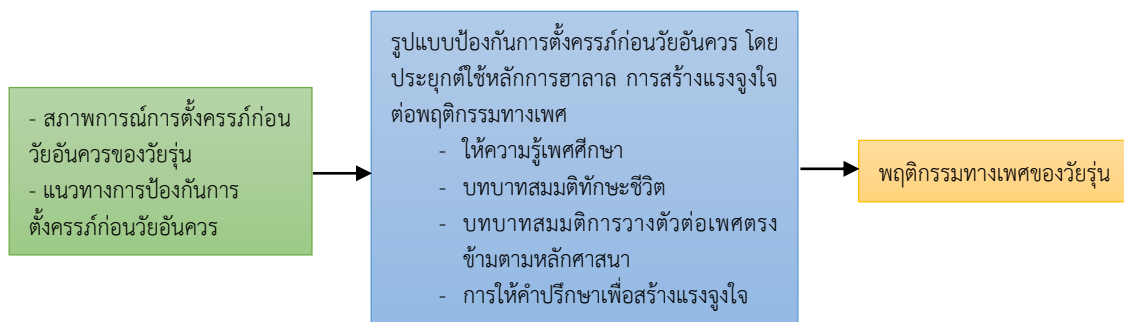 - สภาพการณ์การตั้งครรภ์ก่อน
วัยอันควรของวัยรุ่น
- แนวทางการป้องกันการ
ตั้งครรภ์ก่อนวัยอันควร
รูปแบบป้องกันการตั้งครรภ์ก่อนวัยอันควร โดย
ประยุกต์ใช้หลักการฮาลาล การสร้างแรงจูงใจ
ต่อพฤติกรรมทางเพศ
- ให้ความรู้เพศศึกษา
- บทบาทสมมติทักษะชีวิต
- บทบาทสมมติการวางตัวต่อเพศตรง
ข้ามตามหลักศาสนา
- การให้คำปรึกษาเพื่อสร้างแรงจูงใจ
พฤติกรรมทางเพศของวัยรุ่น